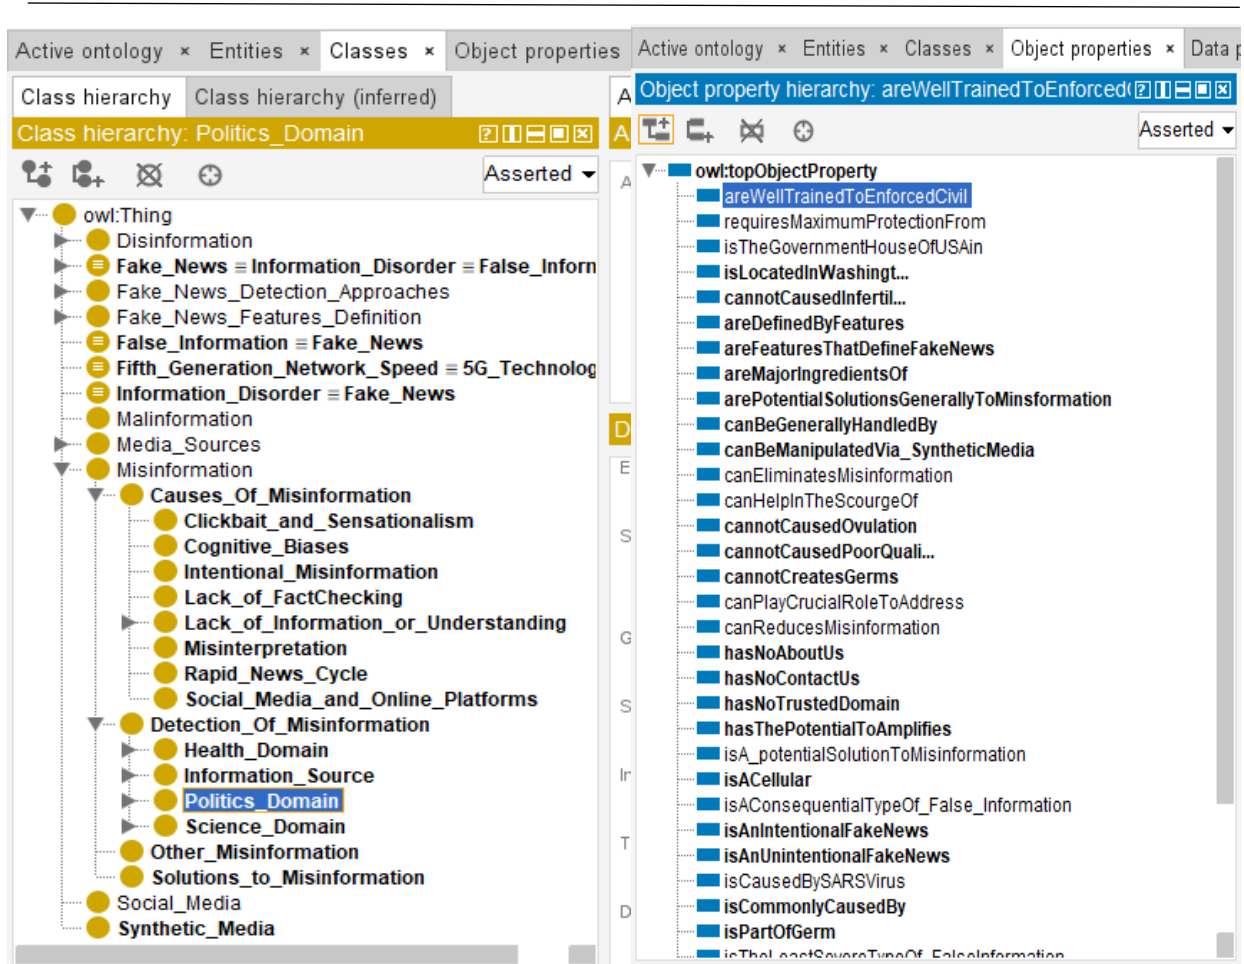 Active ontology × Entities × Classes × Object properties
Class hierarchy Class hierarchy (inferred)
Class hierarchy: Politics_Domain
Asserted
owl:Thing
Disinformation
Fake_News ≡ Information_Disorder ≡ False_Inforn
Fake_News_Detection_Approaches
Fake_News_Features_Definition
False_Information ≡ Fake_News
Fifth_Generation_Network_Speed ≡ 5G_Technolog
Information_Disorder ≡ Fake_News
Malinformation
Media_Sources
Misinformation
Causes_Of_Misinformation
Clickbait_and_Sensationalism
Cognitive_Biases
Intentional_Misinformation
Lack_of_FactChecking
Lack_of_Information_or_Understanding
Misinterpretation
Rapid_News_Cycle
Social_Media_and_Online_Platforms
Detection_Of_Misinformation
Health_Domain
Information_Source
Politics_Domain
Science_Domain
Other_Misinformation
Solutions_to_Misinformation
Social_Media
Synthetic_Media
A
A
A
D
E
S
G
S
In
T
D
Active ontology × Entities × Classes × Object properties × Data p
Object property hierarchy: areWellTrainedToEnforced(
Asserted
owl:topObjectProperty
areWellTrainedToEnforcedCivil
requiresMaximumProtectionFrom
isTheGovernmentHouseOfUSAin
isLocatedInWashingt...
cannotCausedInfertil...
areDefinedByFeatures
areFeaturesThatDefineFakeNews
areMajorIngredientsOf
arePotentialSolutionsGenerallyToMinsformation
canBeGenerallyHandledBy
canBeManipulatedVia_SyntheticMedia
canEliminatesMisinformation
canHelpInTheScourgeOf
cannotCausedOvulation
cannotCausedPoorQuali...
cannotCreatesGerms
canPlayCrucialRoleToAddress
canReducesMisinformation
hasNoAboutUs
hasNoContactUs
hasNoTrustedDomain
hasThePotentialToAmplifies
isA_potentialSolutionToMisinformation
isACellular
isAConsequentialTypeOf_False_Information
isAnIntentionalFakeNews
isAnUnintentionalFakeNews
isCausedBySARSVirus
isCommonlyCausedBy
isPartOfGerm
isTheLeastSevereTypeOf_FalseInformation